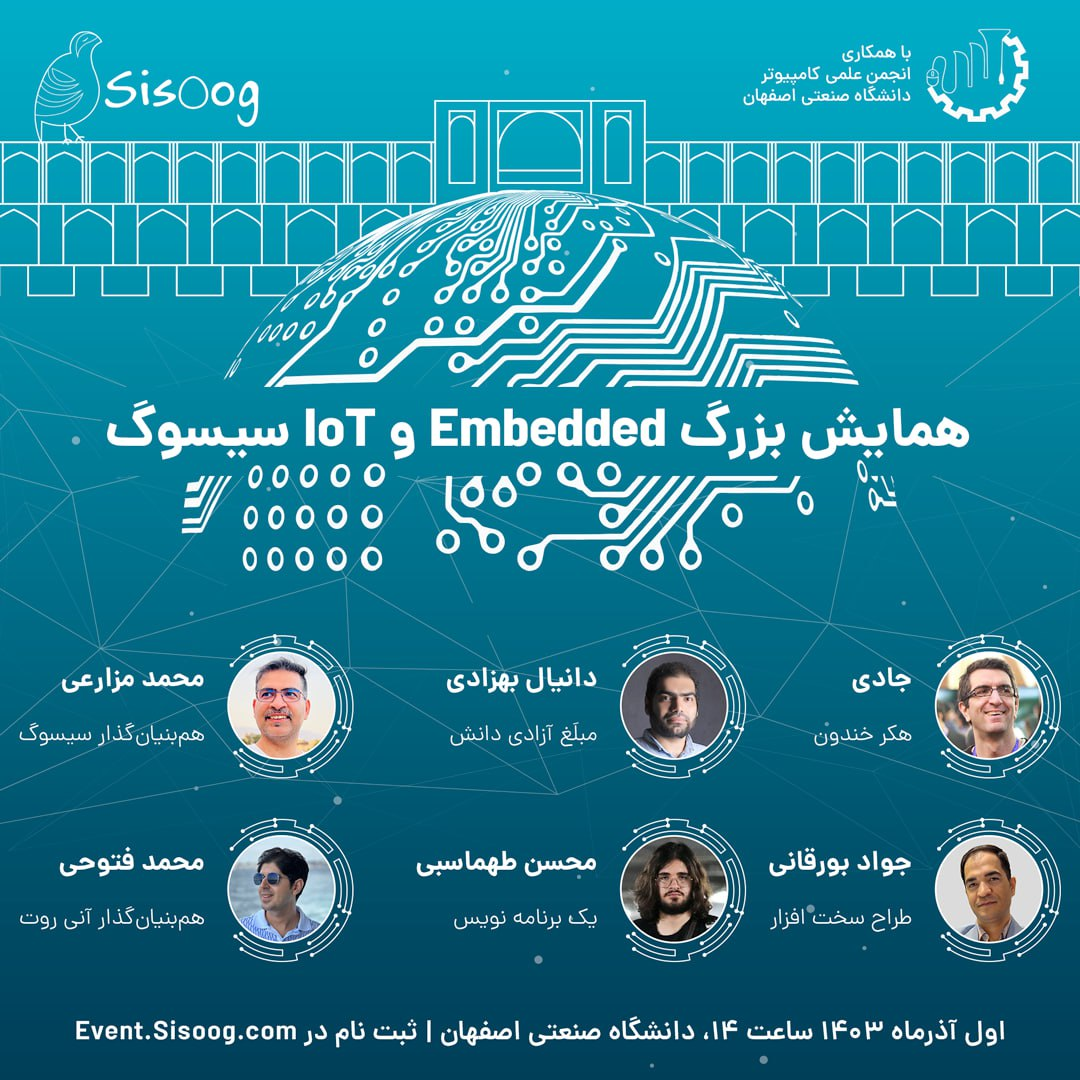 با همکاری
انجمن علمی کامپیوتر
دانشگاه صنعتی اصفهان
SisOog
همایش بزرگ Embedded و IoT سیسوگ
جادی
هکر خندون
دانیال بهزادی
مبلّغ آزادی دانش
محمد مزارعی
هم‌بنیان‌گذار سیسوگ
جواد بورقانی
طراح سخت افزار
محسن طهماسبی
یک برنامه نویس
محمد فتوحی
هم‌بنیان‌گذار آنی روت
اول آذرماه ۱۴۰۳ ساعت ۱۴، دانشگاه صنعتی اصفهان | ثبت نام در Event.Sisoog.com